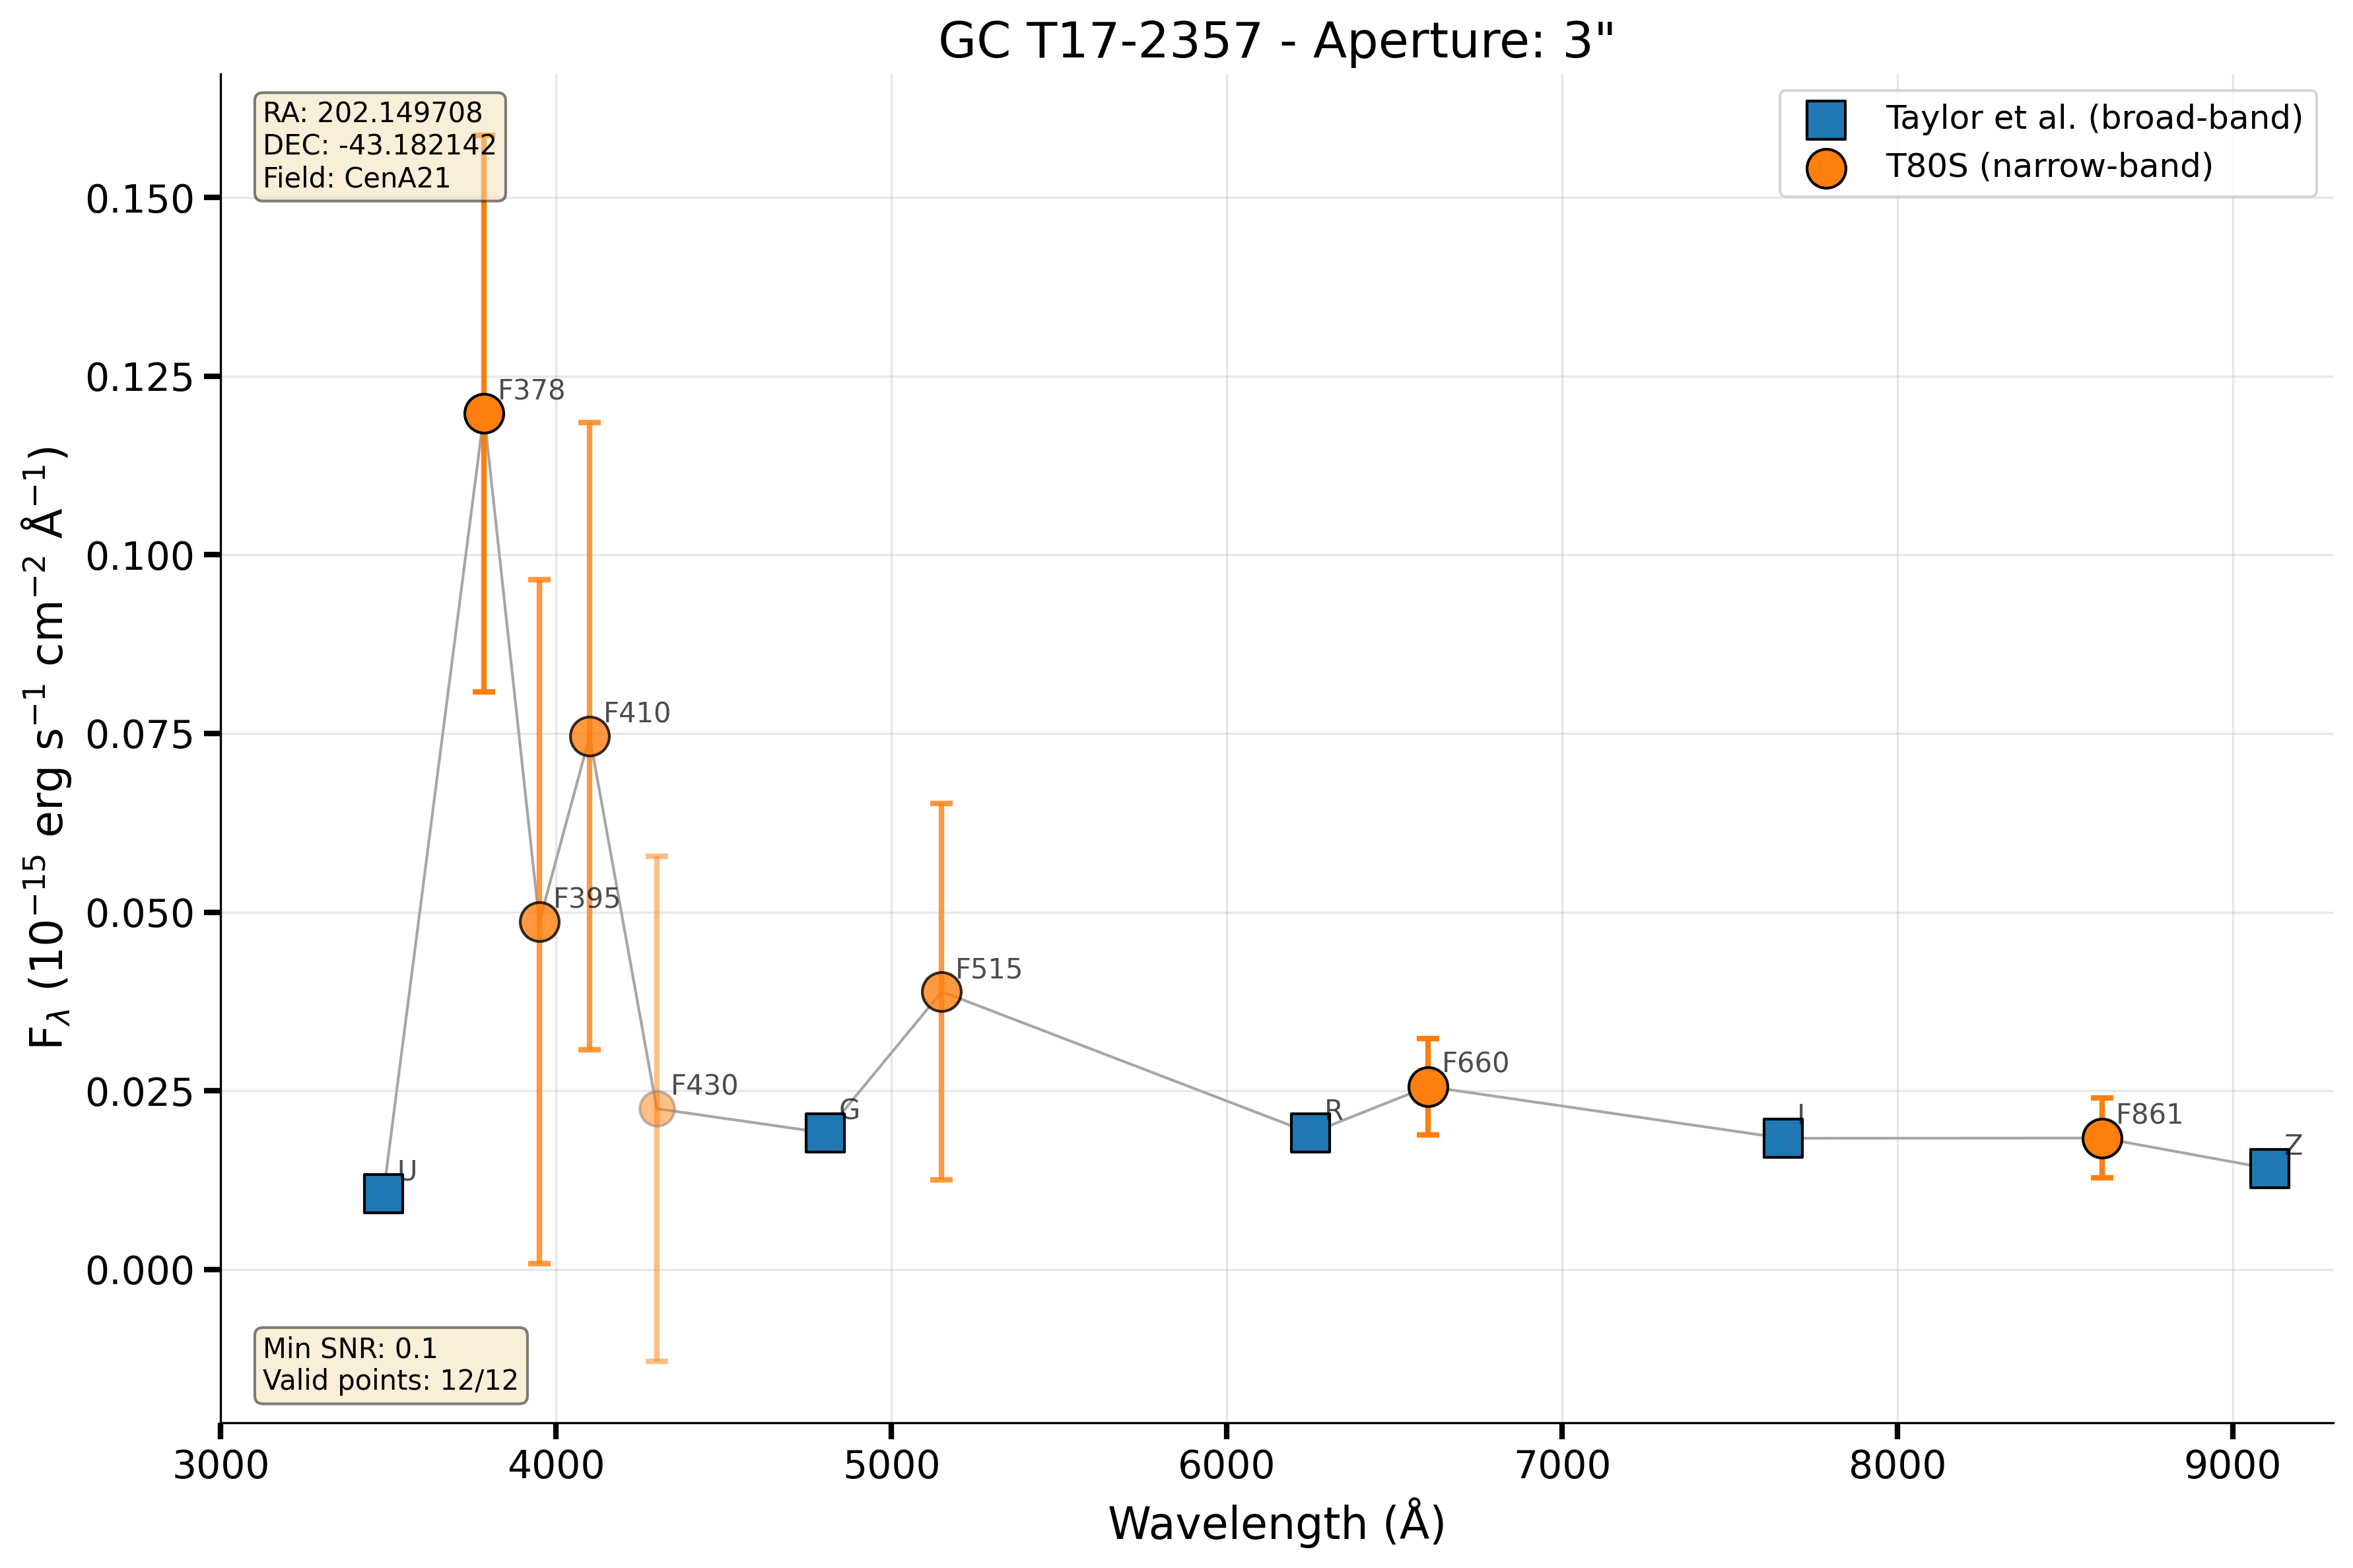 GC T17-2357 - Aperture: 3"
RA: 202.149708
DEC: -43.182142
Field: CenA21
Taylor et al. (broad-band)
T80S (narrow-band)
0.150
0.125
0.100
0.075
0.050
0.025
0.000
F_λ (10⁻¹⁵ erg s⁻¹ cm⁻² Å⁻¹)
F378
F410
F395
F515
F430
F660
G
R
I
F861
Z
U
Min SNR: 0.1
Valid points: 12/12
3000 4000 5000 6000 7000 8000 9000
Wavelength (Å)